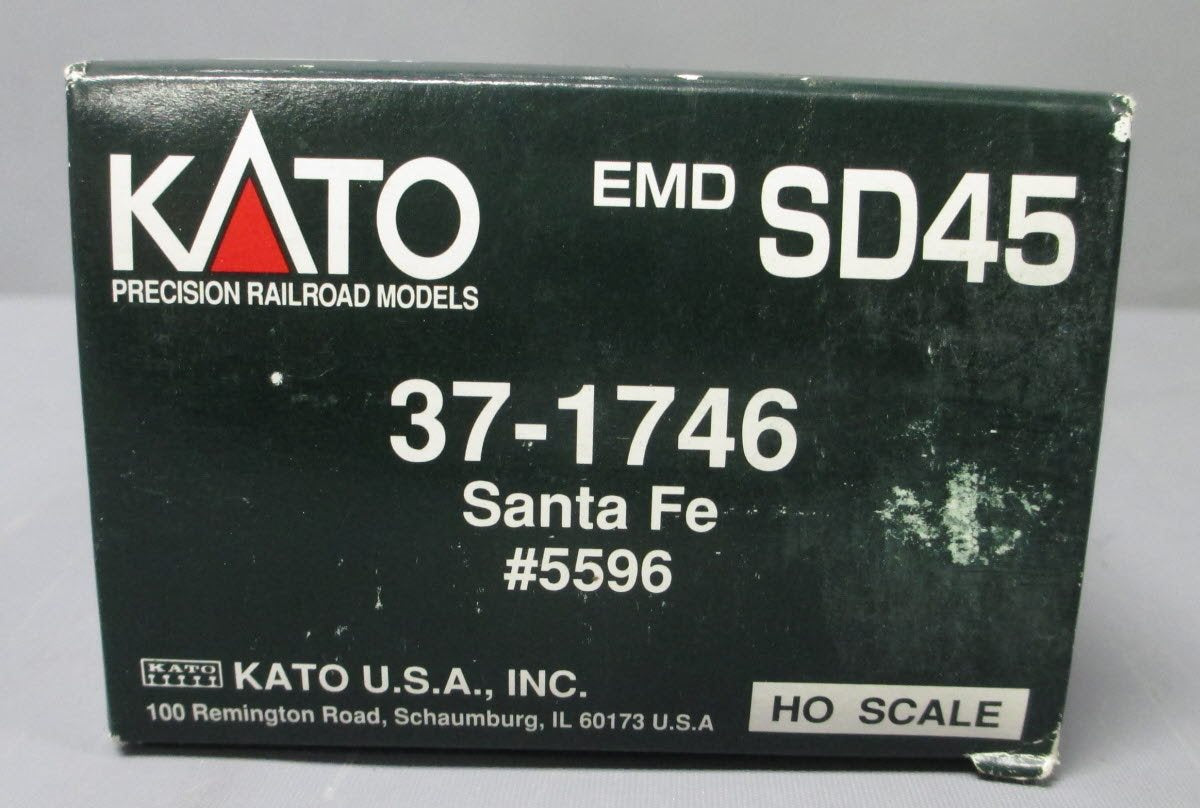 KATO
PRECISION RAILROAD MODELS
EMD SD45
37-1746
Santa Fe
#5596
KATO
KATO U.S.A., INC.
100 Remington Road, Schaumburg, IL 60173 U.S.A
HO SCALE